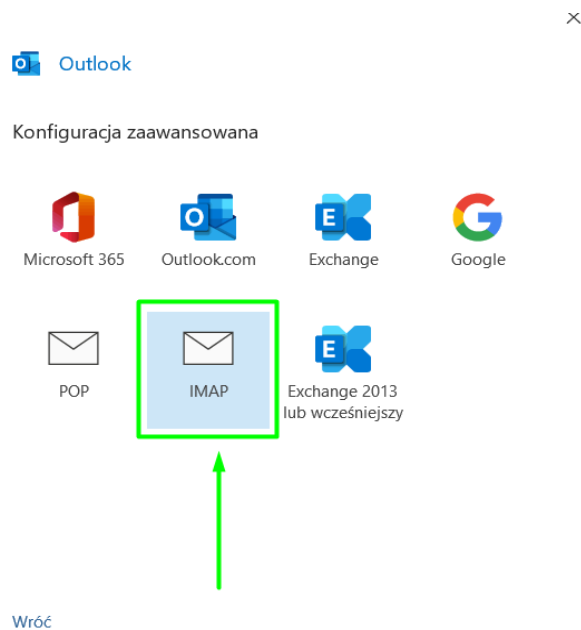 Outlook
Konfiguracja zaawansowana
Microsoft 365
Outlook.com
Exchange
Google
POP
IMAP
Exchange 2013
lub wcześniejszy
Wróć